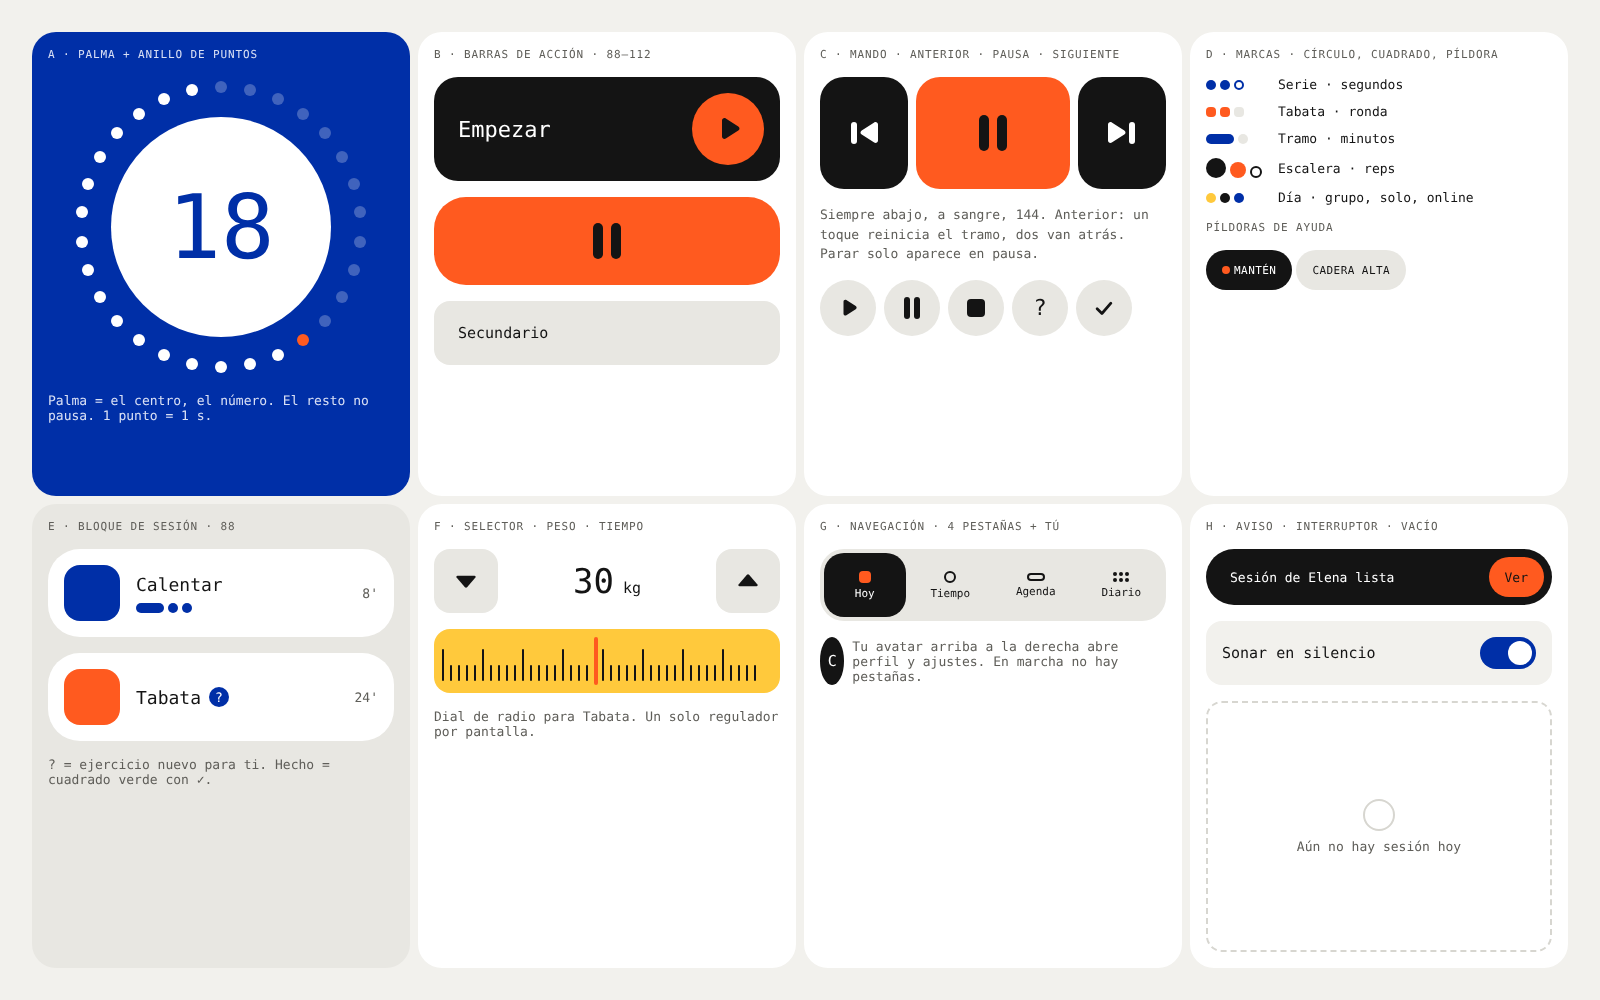 A · PALMA + ANILLO DE PUNTOS
18
Palma = el centro, el número. El resto no
pausa. 1 punto = 1 s.
B · BARRAS DE ACCIÓN · 88–112
Empezar
Secundario
C · MANDO · ANTERIOR · PAUSA · SIGUIENTE
Siempre abajo, a sangre, 144. Anterior: un
toque reinicia el tramo, dos van atrás.
Parar solo aparece en pausa.
?
D · MARCAS · CÍRCULO, CUADRADO, PÍLDORA
Serie · segundos
Tabata · ronda
Tramo · minutos
Escalera · reps
Día · grupo, solo, online
PÍLDORAS DE AYUDA
MANTÉN
CADERA ALTA
E · BLOQUE DE SESIÓN · 88
Calentar
8'
Tabata ?
24'
? = ejercicio nuevo para ti. Hecho =
cuadrado verde con ✓.
F · SELECTOR · PESO · TIEMPO
30 kg
Dial de radio para Tabata. Un solo regulador
por pantalla.
G · NAVEGACIÓN · 4 PESTAÑAS + TÚ
Hoy
Tiempo
Agenda
Diario
C
Tu avatar arriba a la derecha abre
perfil y ajustes. En marcha no hay
pestañas.
H · AVISO · INTERRUPTOR · VACÍO
Sesión de Elena lista
Ver
Sonar en silencio
Aún no hay sesión hoy